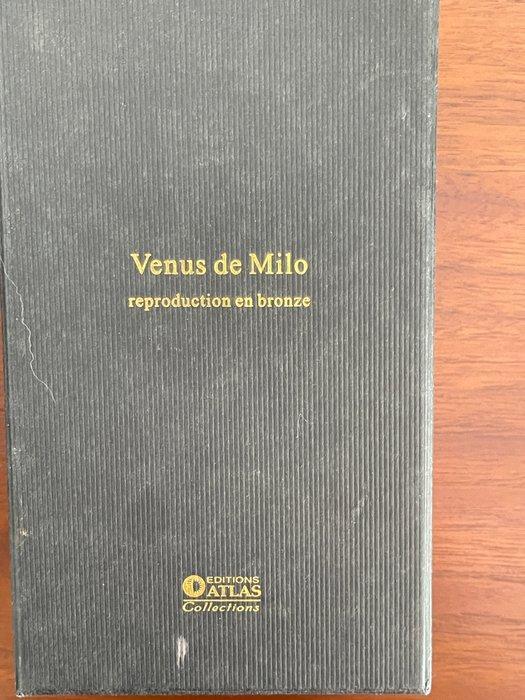 Venus de Milo
reproduction en bronze
EDITIONS
ATLAS
Collections